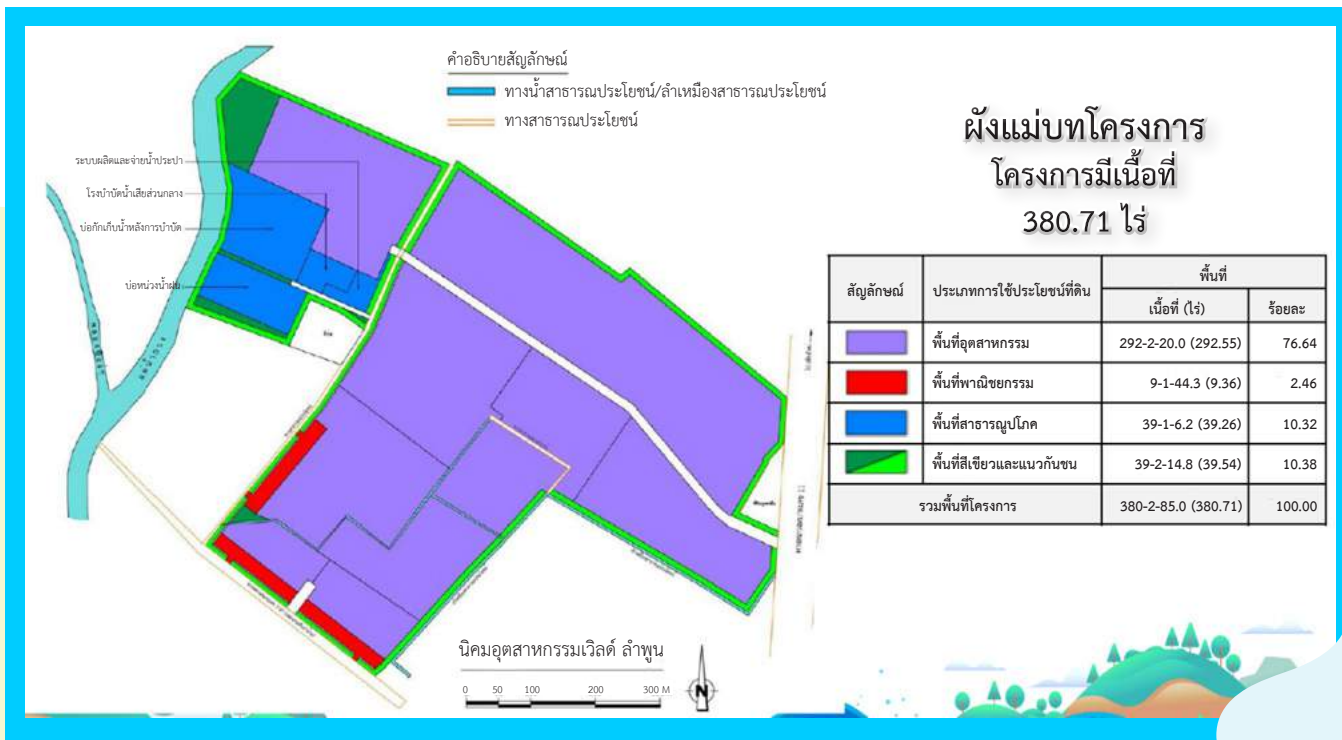 คำอธิบายสัญลักษณ์
ทางน้ำสาธารณประโยชน์/ลำเหมืองสาธารณประโยชน์
ทางสาธารณประโยชน์
ระบบผลิตและจ่ายน้ำประปา
โรงบำบัดน้ำเสียส่วนกลาง
บ่อกักเก็บน้ำหลังการบำบัด
บ่อหน่วงน้ำฝน
นิคมอุตสาหกรรมเวิลด์ ลำพูน
0 50 100 200 300 M
N
ผังแม่บทโครงการ
โครงการมีเนื้อที่
380.71 ไร่
สัญลักษณ์ ประเภทการใช้ประโยชน์ที่ดิน พื้นที่
เนื้อที่ (ไร่) ร้อยละ
พื้นที่อุตสาหกรรม 292-2-20.0 (292.55) 76.64
พื้นที่พาณิชยกรรม 9-1-44.3 (9.36) 2.46
พื้นที่สาธารณูปโภค 39-1-6.2 (39.26) 10.32
พื้นที่สีเขียวและแนวกันชน 39-2-14.8 (39.54) 10.38
รวมพื้นที่โครงการ 380-2-85.0 (380.71) 100.00